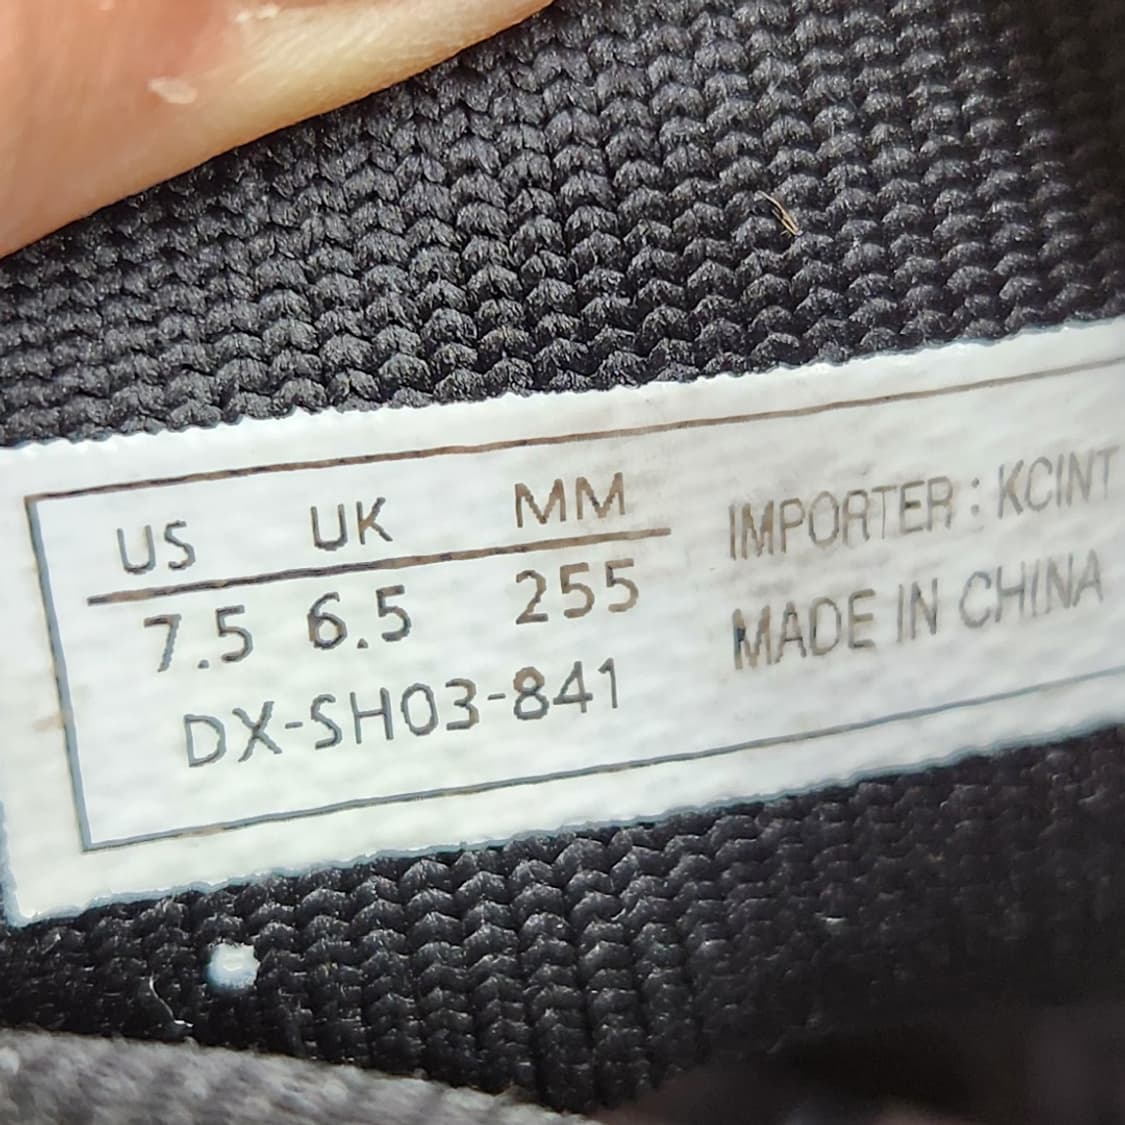 US UK MM
7.5 6.5 255
DX-SH03-841
IMPORTER : KCINT
MADE IN CHINA